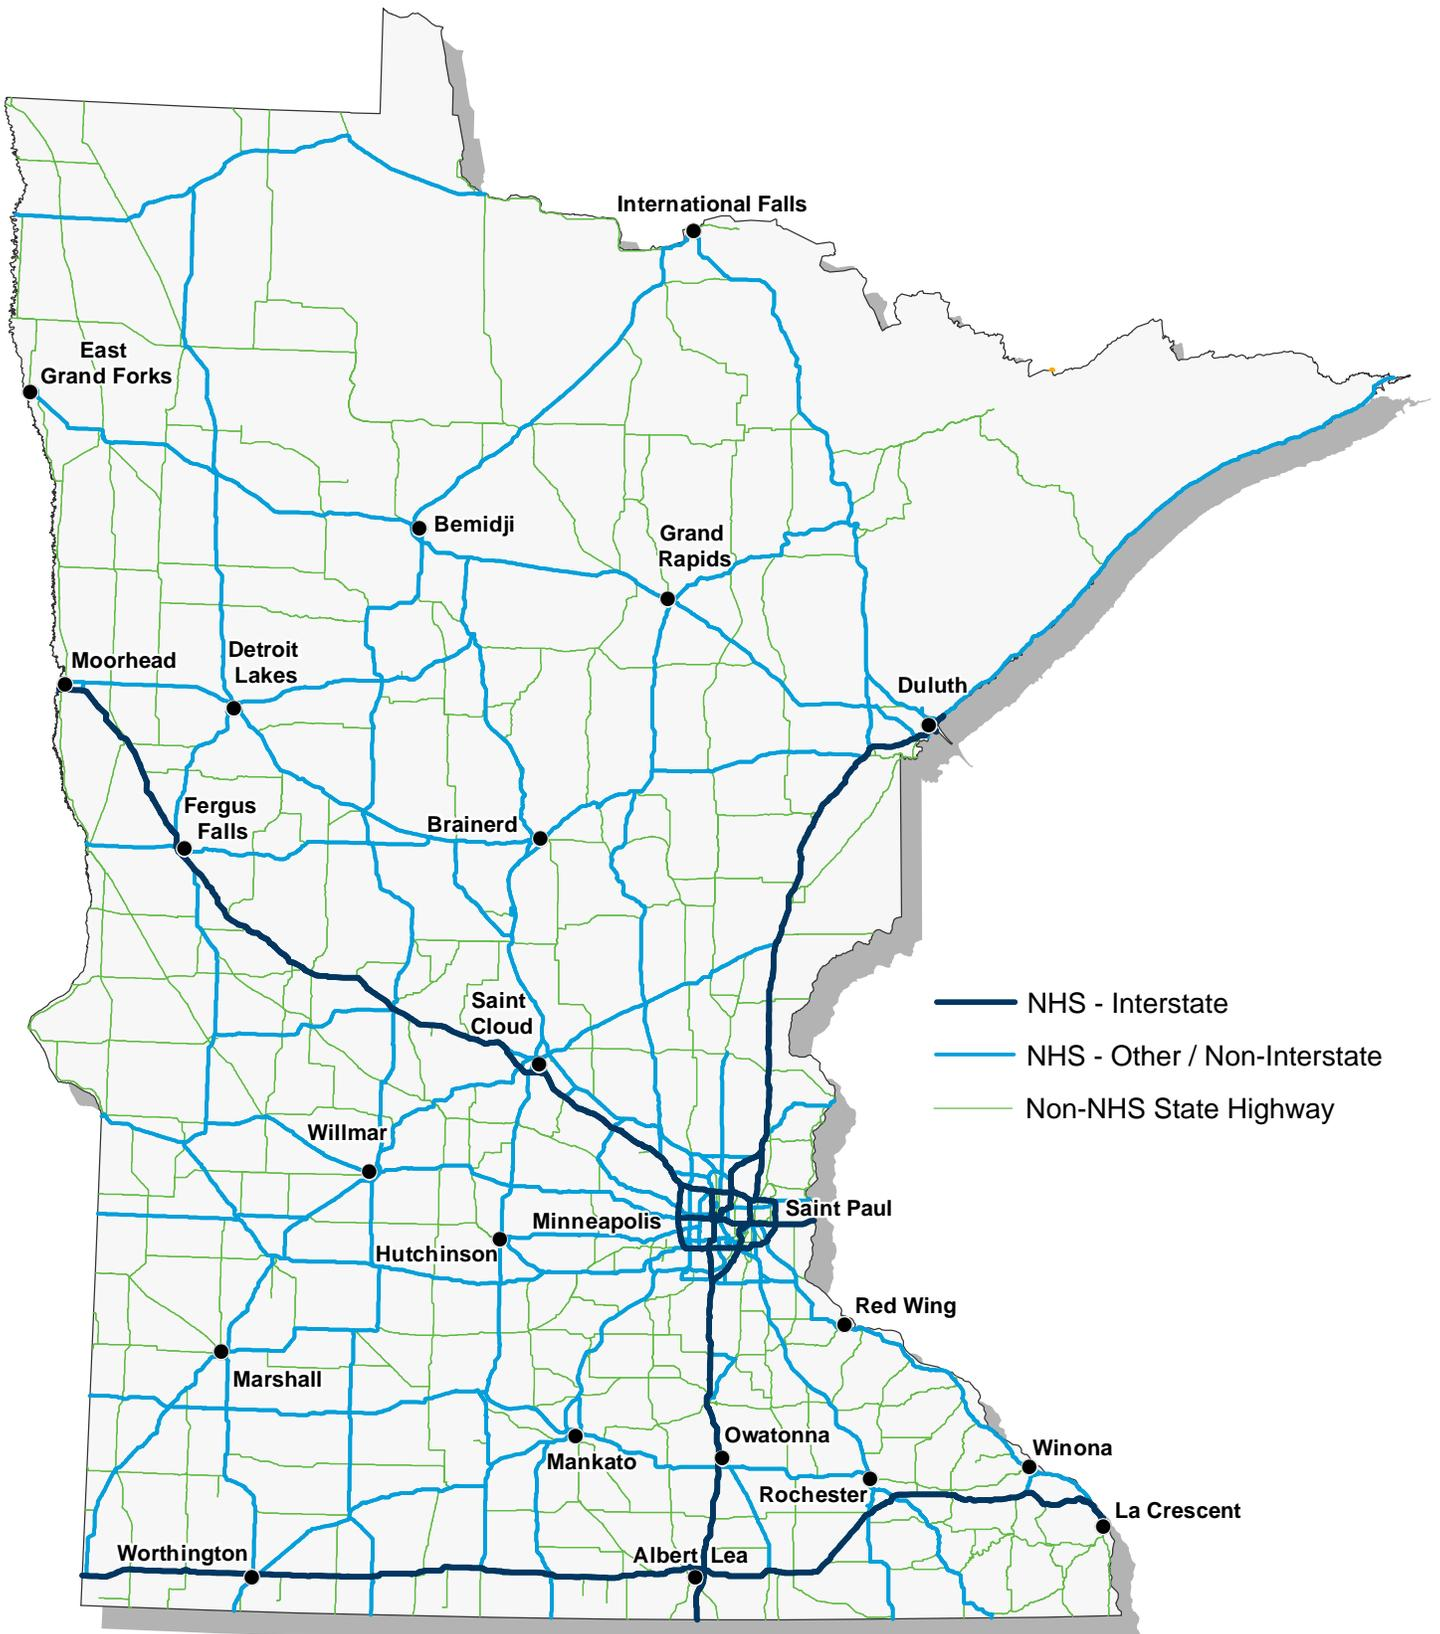 International Falls
East
Grand Forks
Bemidji
Grand
Rapids
Moorhead
Detroit
Lakes
Duluth
Fergus
Falls
Brainerd
Saint
Cloud
NHS - Interstate
NHS - Other / Non-Interstate
Non-NHS State Highway
Willmar
Saint Paul
Minneapolis
Hutchinson
Red Wing
Marshall
Owatonna
Winona
Mankato
Rochester
La Crescent
Worthington
Albert Lea